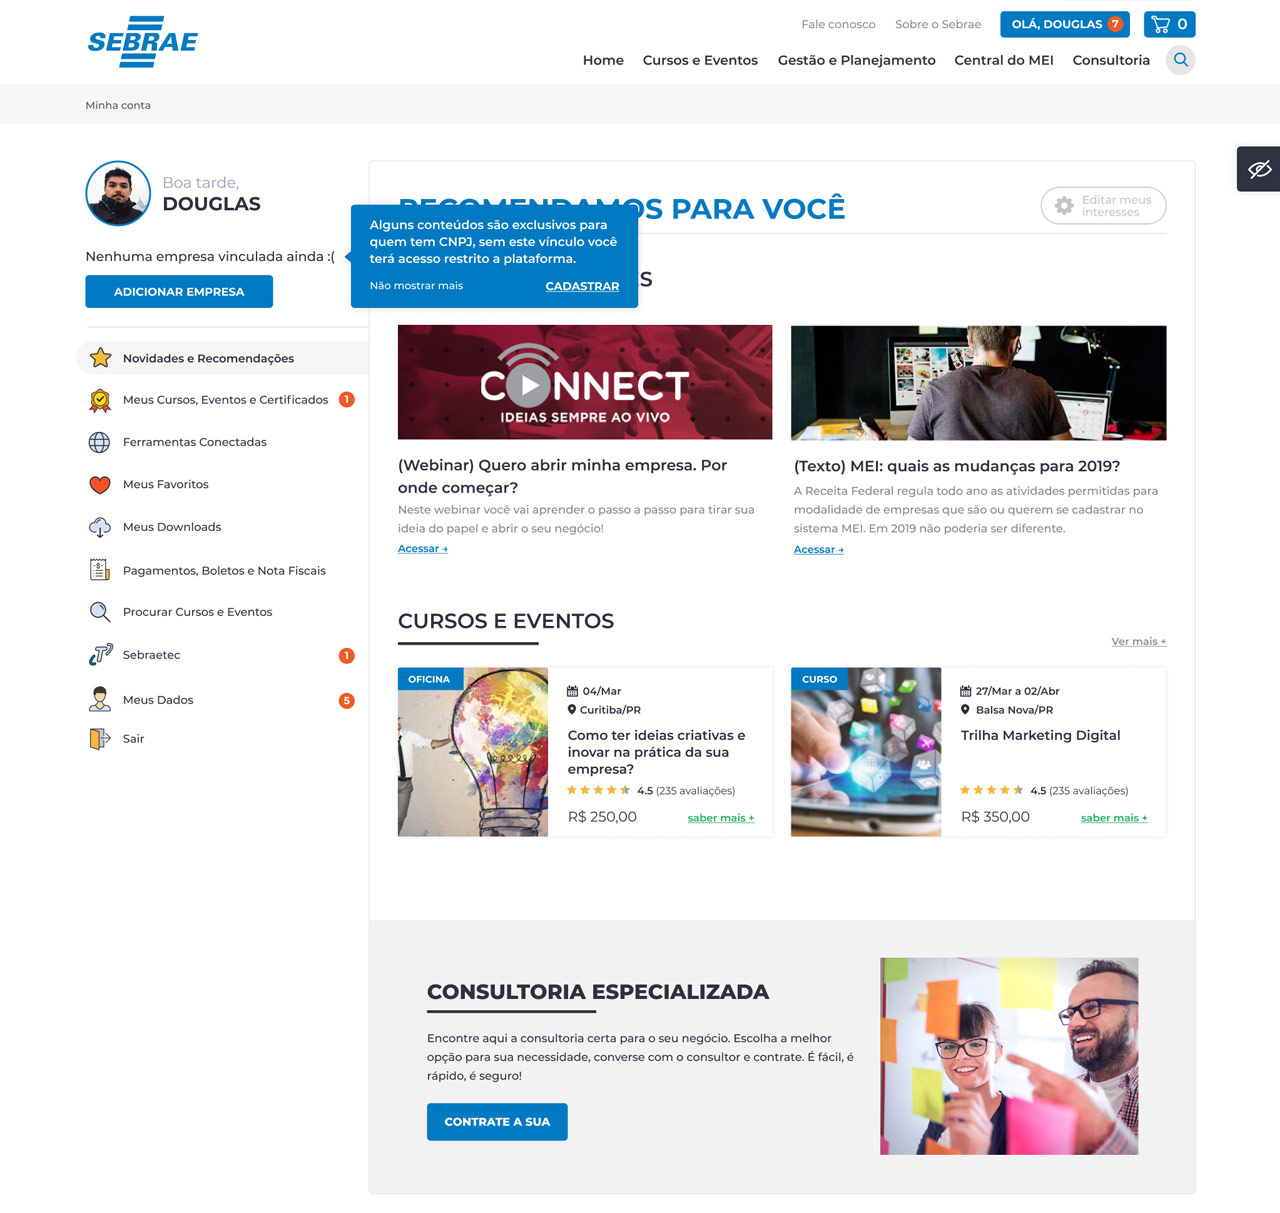 SEBRAE
Fale conosco
Sobre o Sebrae
OLÁ, DOUGLAS 7
0
Home
Cursos e Eventos
Gestão e Planejamento
Central do MEI
Consultoria
Minha conta
Boa tarde,
DOUGLAS
Nenhuma empresa vinculada ainda :(
ADICIONAR EMPRESA
Novidades e Recomendações
Meus Cursos, Eventos e Certificados 1
Ferramentas Conectadas
Meus Favoritos
Meus Downloads
Pagamentos, Boletos e Nota Fiscais
Procurar Cursos e Eventos
Sebraetec 1
Meus Dados 5
Sair
RECOMENDAMOS PARA VOCÊ
Editar meus
interesses
Alguns conteúdos são exclusivos para
quem tem CNPJ, sem este vínculo você
terá acesso restrito a plataforma.
Não mostrar mais
CADASTRAR
CONNECT
IDEIAS SEMPRE AO VIVO
(Webinar) Quero abrir minha empresa. Por
onde começar?
Neste webinar você vai aprender o passo a passo para tirar sua
ideia do papel e abrir o seu negócio!
Acessar →
(Texto) MEI: quais as mudanças para 2019?
A Receita Federal regula todo ano as atividades permitidas para
modalidade de empresas que são ou querem se cadastrar no
sistema MEI. Em 2019 não poderia ser diferente.
Acessar →
CURSOS E EVENTOS
Ver mais +
OFICINA
04/Mar
Curitiba/PR
Como ter ideias criativas e
inovar na prática da sua
empresa?
4.5 (235 avaliações)
R$ 250,00
saber mais +
CURSO
27/Mar a 02/Abr
Balsa Nova/PR
Trilha Marketing Digital
4.5 (235 avaliações)
R$ 350,00
saber mais +
CONSULTORIA ESPECIALIZADA
Encontre aqui a consultoria certa para o seu negócio. Escolha a melhor
opção para sua necessidade, converse com o consultor e contrate. É fácil, é
rápido, é seguro!
CONTRATE A SUA